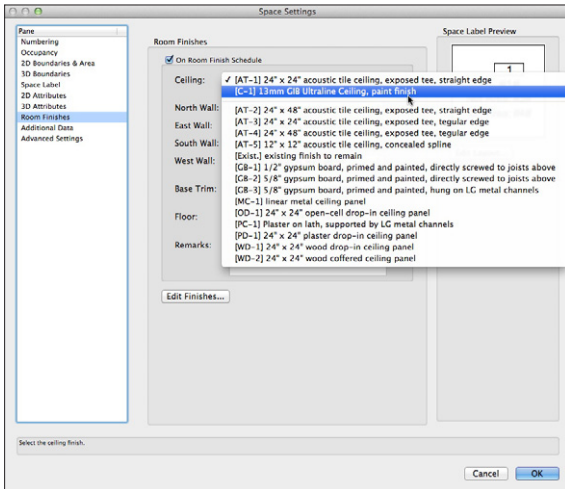 Space Settings
Pane
Numbering
Occupancy
2D Boundaries & Area
3D Boundaries
Space Label
2D Attributes
3D Attributes
Room Finishes
Additional Data
Advanced Settings
Room Finishes
On Room Finish Schedule
Ceiling:
North Wall:
East Wall:
South Wall:
West Wall:
Base Trim:
Floor:
Remarks:
✓ [AT-1] 24" x 24" acoustic tile ceiling, exposed tee, straight edge
[C-1] 13mm GIB Ultraline Ceiling, paint finish
[AT-2] 24" x 48" acoustic tile ceiling, exposed tee, straight edge
[AT-3] 24" x 24" acoustic tile ceiling, exposed tee, tegular edge
[AT-4] 24" x 48" acoustic tile ceiling, exposed tee, tegular edge
[AT-5] 12" x 12" acoustic tile ceiling, concealed spline
[Exist.] existing finish to remain
[GB-1] 1/2" gypsum board, primed and painted, directly screwed to joists above
[GB-2] 5/8" gypsum board, primed and painted, directly screwed to joists above
[GB-3] 5/8" gypsum board, primed and painted, hung on LG metal channels
[MC-1] linear metal ceiling panel
[OD-1] 24" x 24" open-cell drop-in ceiling panel
[PC-1] Plaster on lath, supported by LG metal channels
[PD-1] 24" x 24" plaster drop-in ceiling panel
[WD-1] 24" x 24" wood drop-in ceiling panel
[WD-2] 24" x 24" wood coffered ceiling panel
Edit Finishes...
Space Label Preview
1
Select the ceiling finish.
Cancel
OK